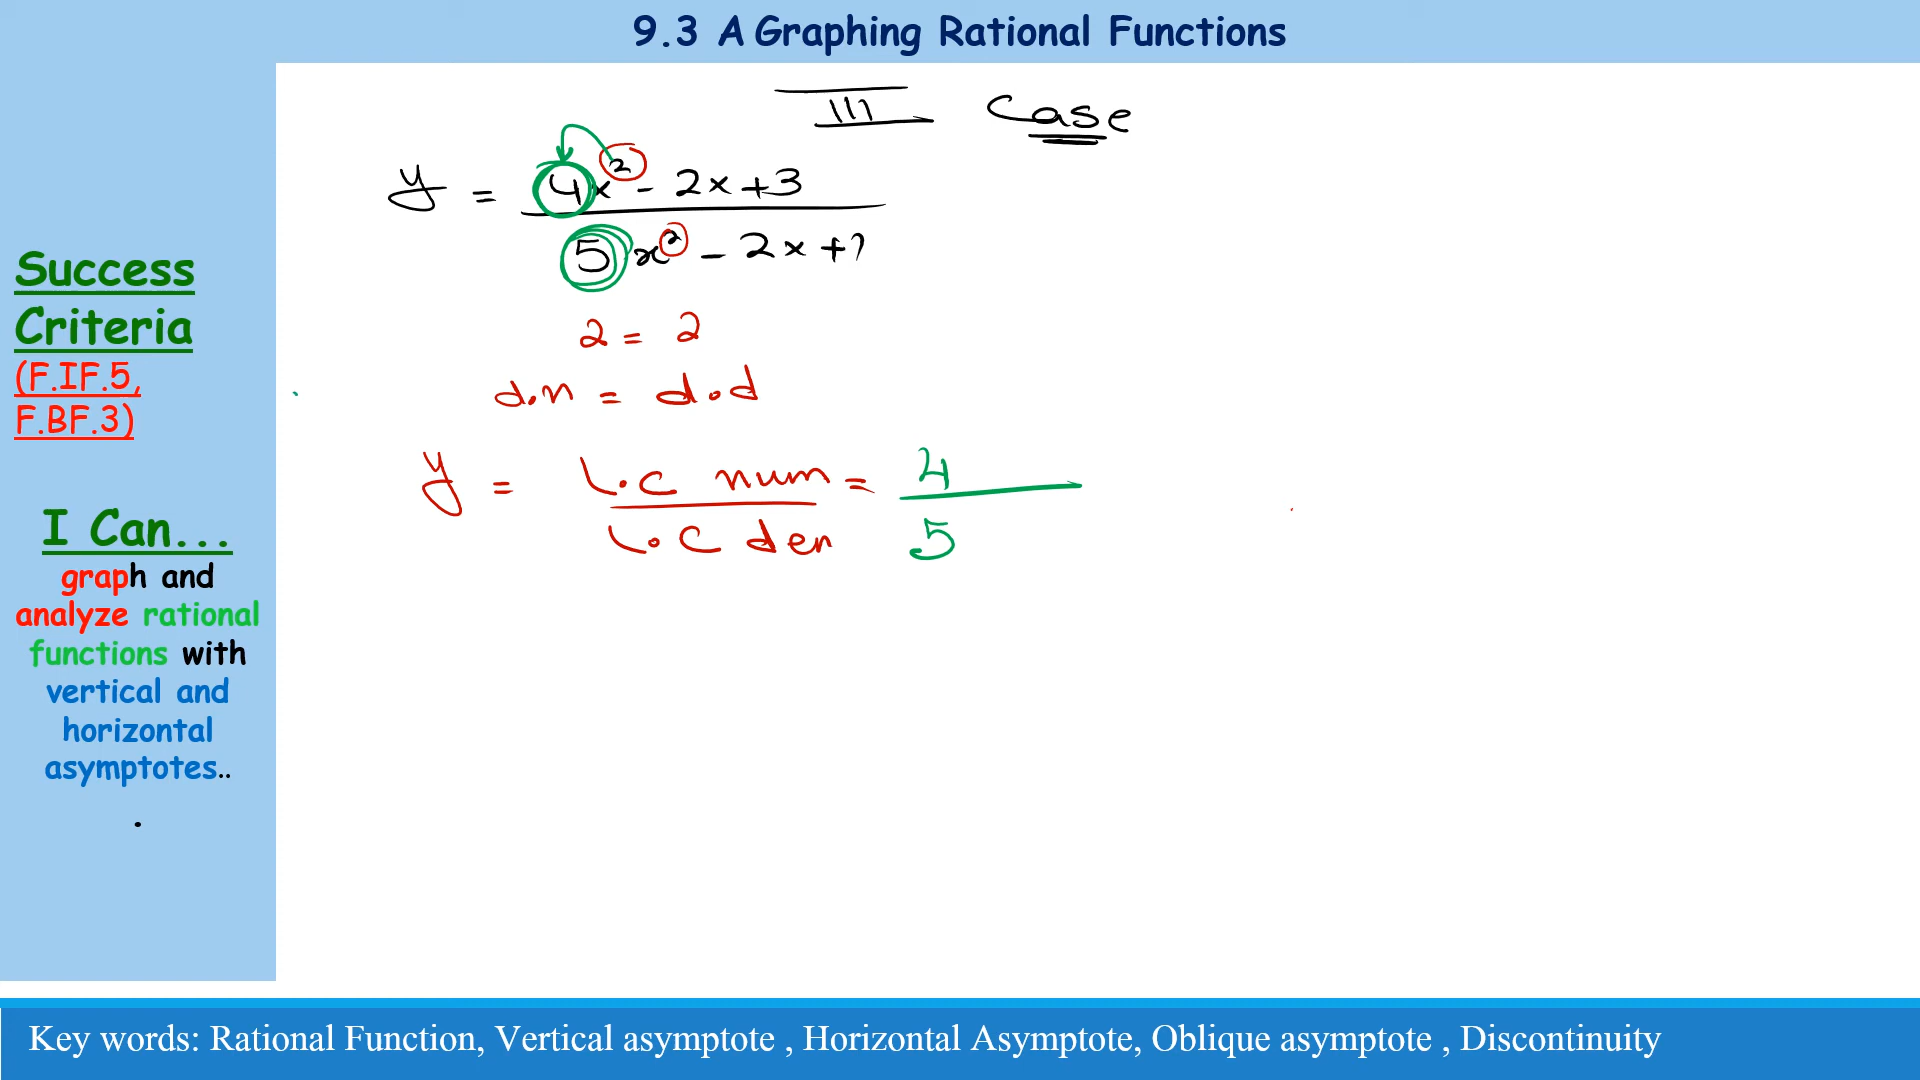 9.3 A Graphing Rational Functions
III Case
y = 4x² - 2x + 3
5x² - 2x + 1
2 = 2
d.n = d.d
y = L.C num = 4
L.C den 5
Success
Criteria
(F.IF.5,
F.BF.3)
I Can...
graph and
analyze rational
functions with
vertical and
horizontal
asymptotes..
.
Key words: Rational Function, Vertical asymptote , Horizontal Asymptote, Oblique asymptote , Discontinuity